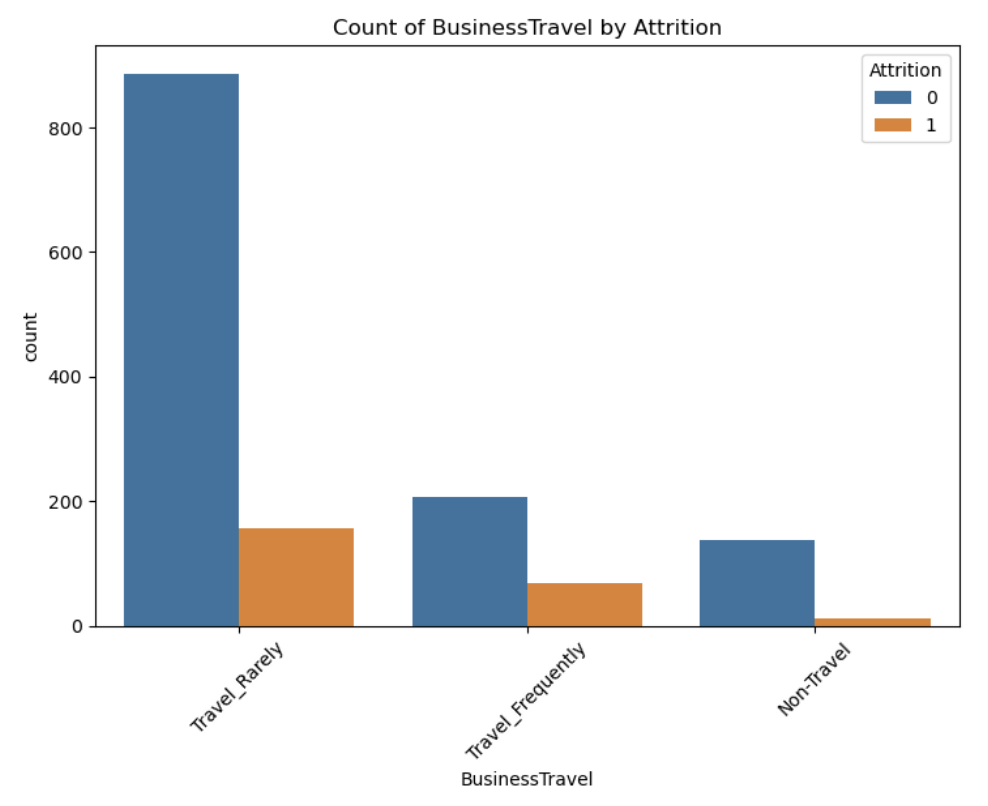 Count of BusinessTravel by Attrition
Attrition
0
1
800
600
400
200
0
count
Travel_Rarely
Travel_Frequently
Non-Travel
BusinessTravel